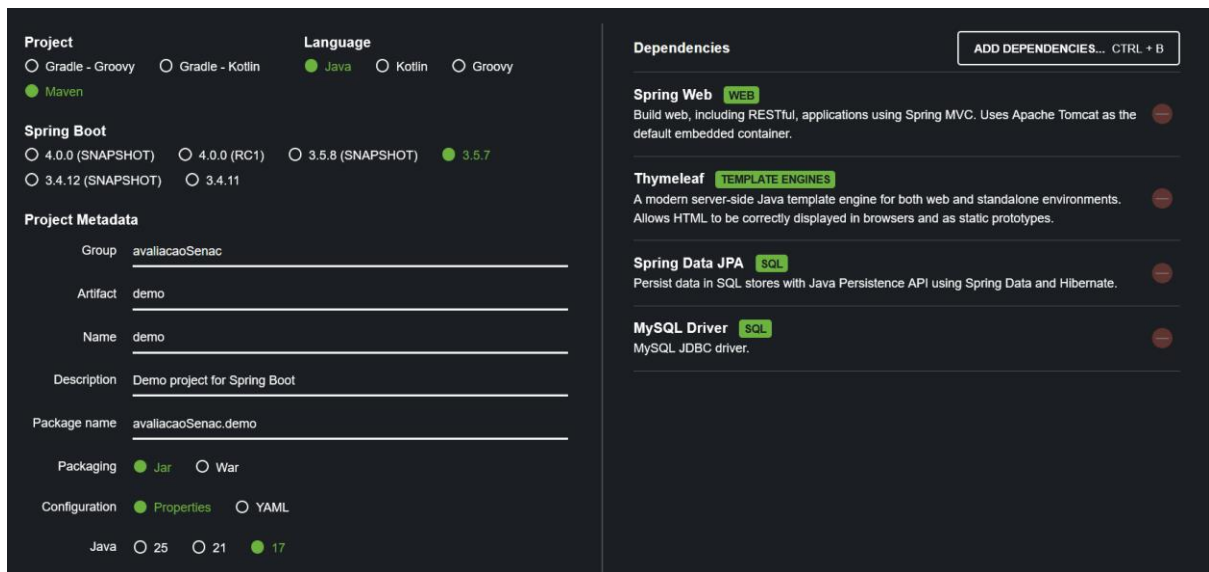 Project
Gradle - Groovy Gradle - Kotlin
Maven
Language
Java Kotlin Groovy
Spring Boot
4.0.0 (SNAPSHOT) 4.0.0 (RC1) 3.5.8 (SNAPSHOT) 3.5.7
3.4.12 (SNAPSHOT) 3.4.11
Project Metadata
Group avaliacaoSenac
Artifact demo
Name demo
Description Demo project for Spring Boot
Package name avaliacaoSenac.demo
Packaging Jar War
Configuration Properties YAML
Java 25 21 17
Dependencies ADD DEPENDENCIES... CTRL + B
Spring Web WEB
Build web, including RESTful, applications using Spring MVC. Uses Apache Tomcat as the
default embedded container.
Thymeleaf TEMPLATE ENGINES
A modern server-side Java template engine for both web and standalone environments.
Allows HTML to be correctly displayed in browsers and as static prototypes.
Spring Data JPA SQL
Persist data in SQL stores with Java Persistence API using Spring Data and Hibernate.
MySQL Driver SQL
MySQL JDBC driver.